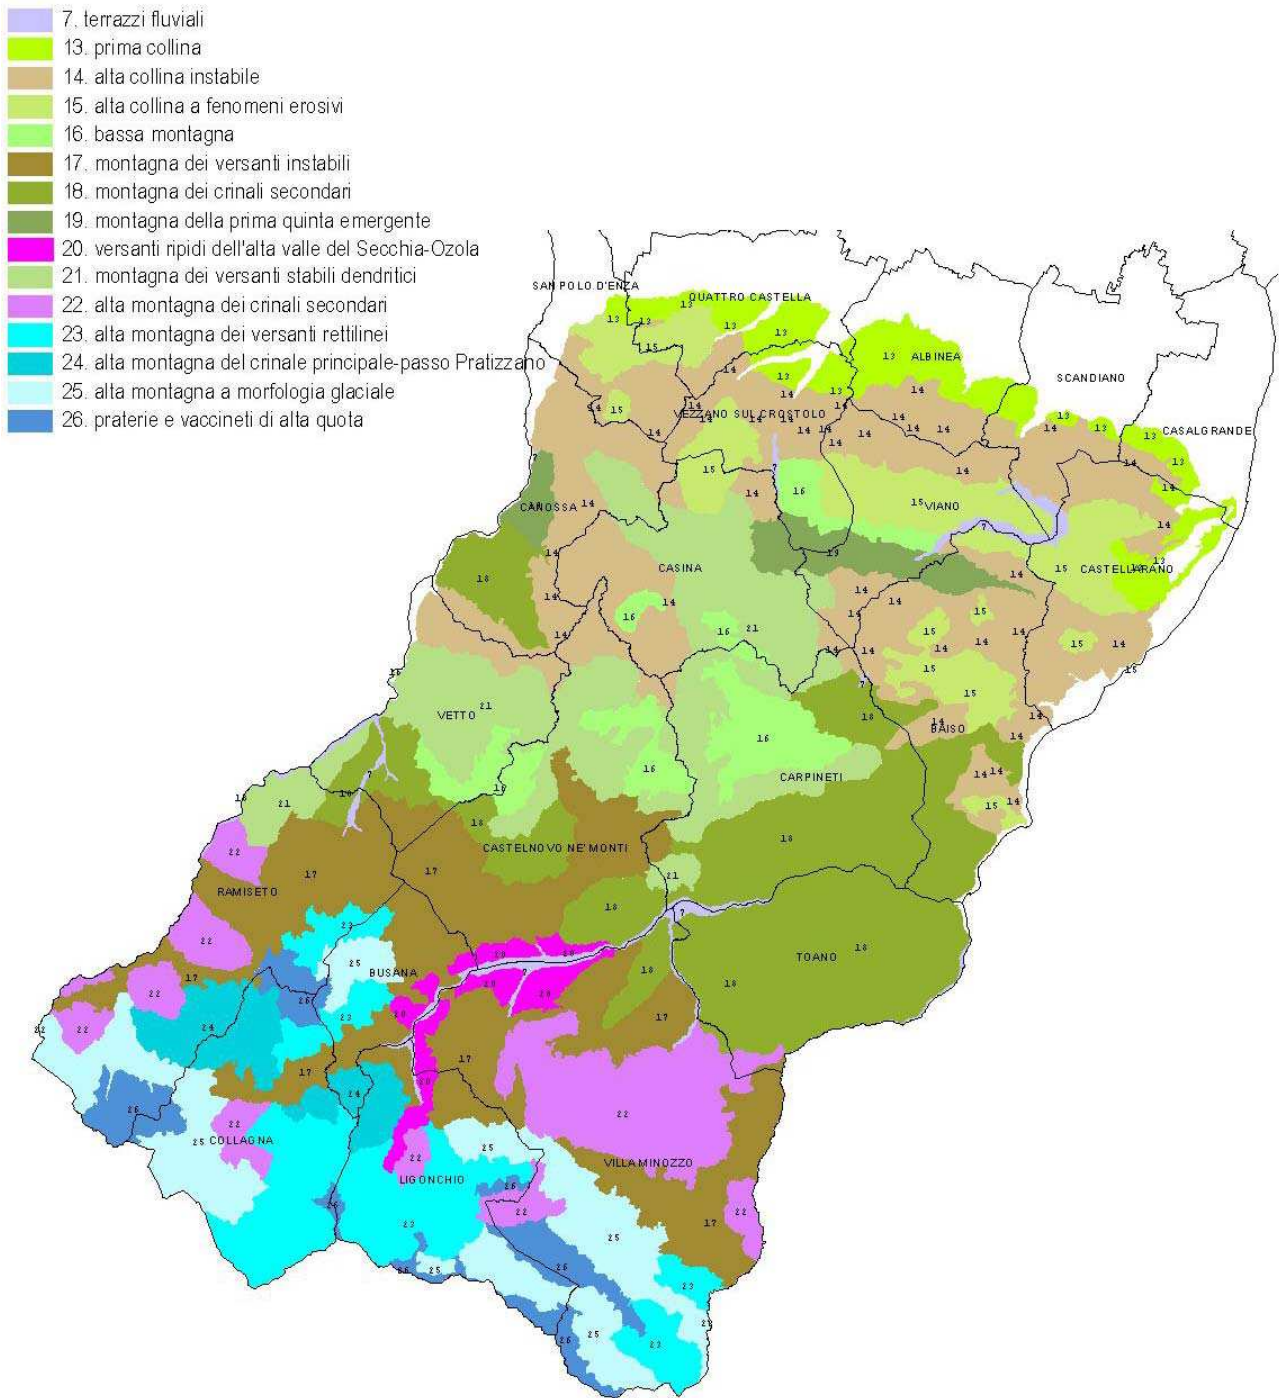 7. terrazzi fluviali
13. prima collina
14. alta collina instabile
15. alta collina a fenomeni erosivi
16. bassa montagna
17. montagna dei versanti instabili
18. montagna dei crinali secondari
19. montagna della prima quinta emergente
20. versanti ripidi dell'alta valle del Secchia-Ozola
21. montagna dei versanti stabili dendritici
22. alta montagna dei crinali secondari
23. alta montagna dei versanti rettilinei
24. alta montagna del crinale principale-passo Pratizzano
25. alta montagna a morfologia glaciale
26. praterie e vaccineti di alta quota
SAN POLO D'ENZA
QUATTRO CASTELLA
ALBINEA
SCANDIANO
VEZZANO SUL CROSTOLO
CASALGRANDE
CANOSSA
VIANO
CASINA
CASTELLARANO
VETTO
BAISO
CARPINETI
CASTELNOVO NE' MONTI
RAMISETO
TOANO
BUSANA
COLLAGNA
VILLA MINOZZO
LIGONCHIO